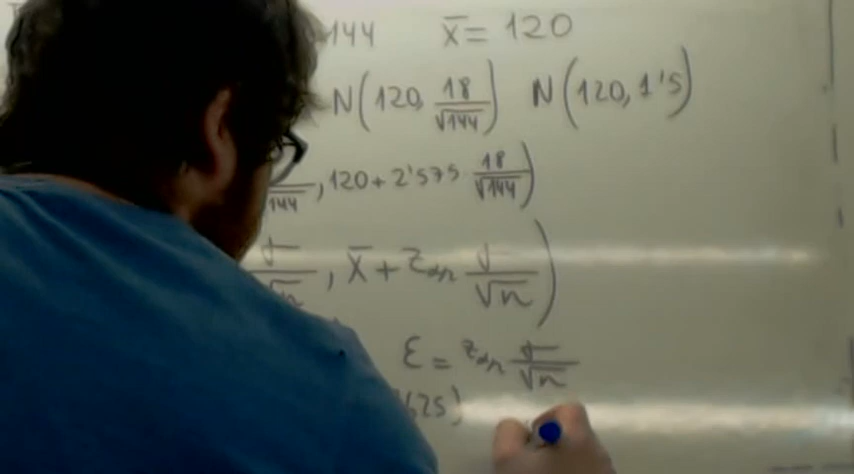 144 x̄ = 120
N(120, 18/√144) N(120, 1'5)
√144, 120 + 2'575 · 18/√144)
σ/√n, x̄ + z_α/2 σ/√n)
ε = z_α/2 σ/√n
625)